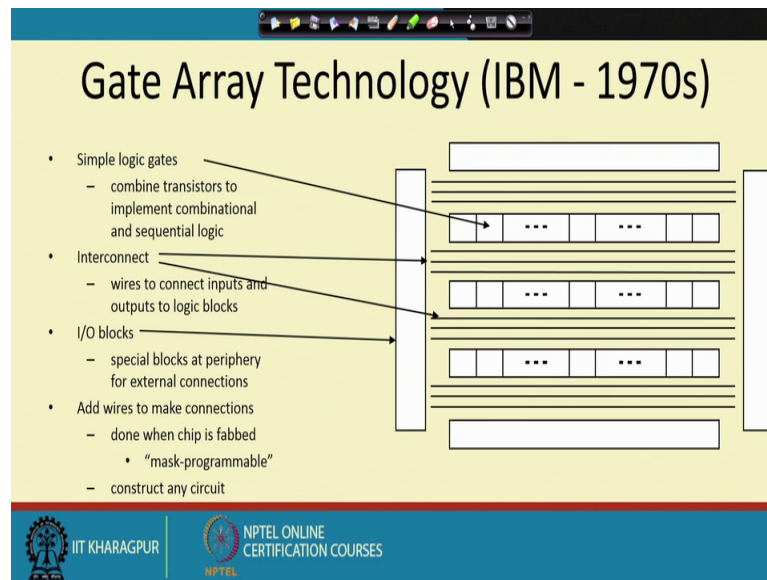 Gate Array Technology (IBM - 1970s)
• Simple logic gates
– combine transistors to
implement combinational
and sequential logic
• Interconnect
– wires to connect inputs and
outputs to logic blocks
• I/O blocks
– special blocks at periphery
for external connections
• Add wires to make connections
– done when chip is fabbed
• “mask-programmable”
– construct any circuit
IIT KHARAGPUR
NPTEL
NPTEL ONLINE
CERTIFICATION COURSES